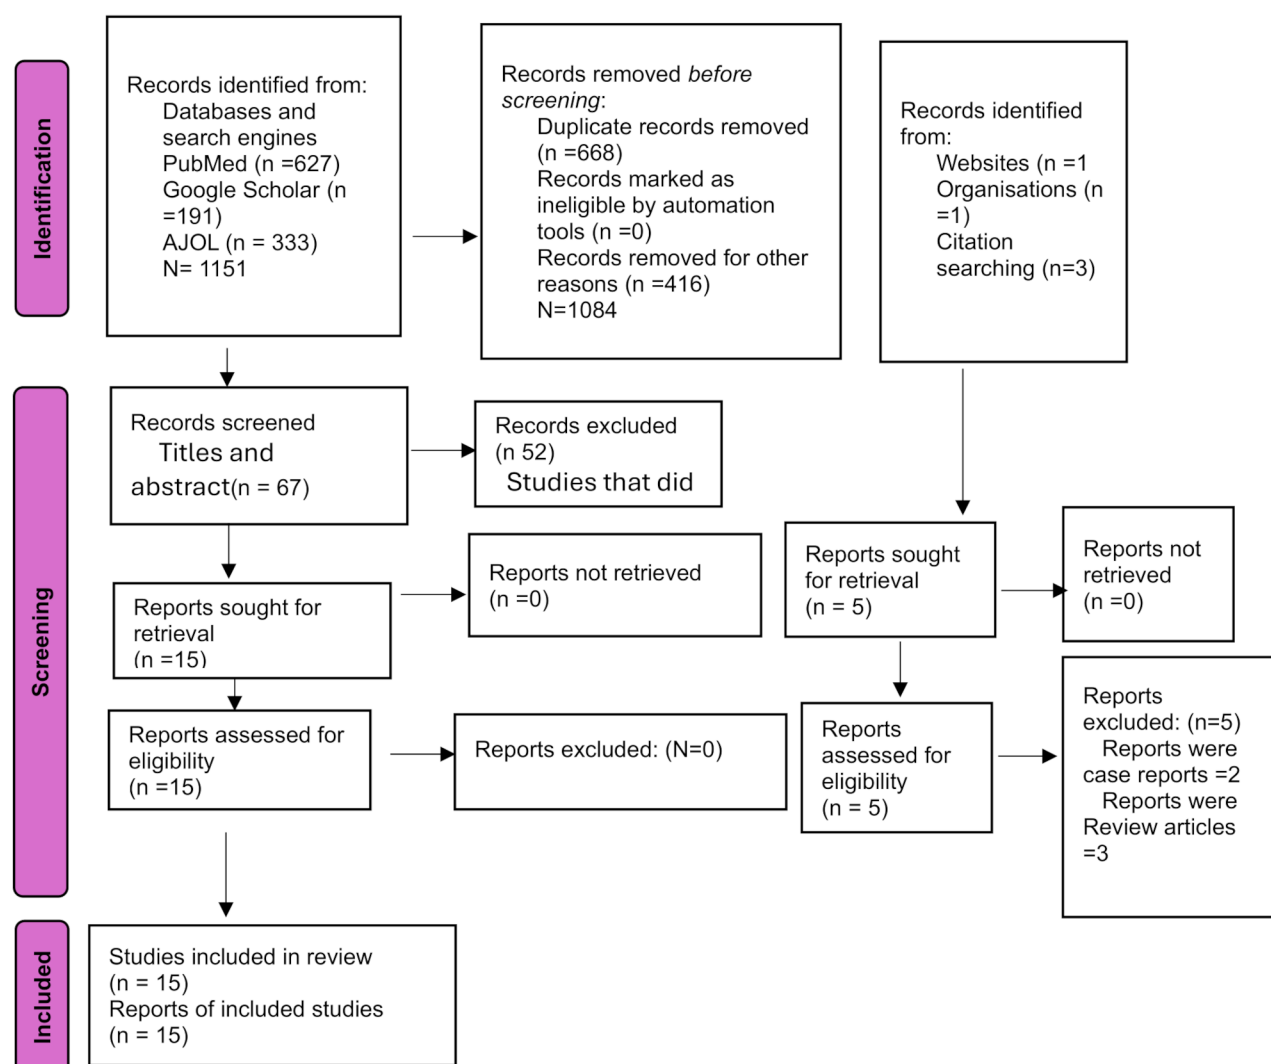 Identification
Records identified from:
Databases and
search engines
PubMed (n =627)
Google Scholar (n
=191)
AJOL (n = 333)
N= 1151
Records removed before
screening:
Duplicate records removed
(n =668)
Records marked as
ineligible by automation
tools (n =0)
Records removed for other
reasons (n =416)
N=1084
Records identified
from:
Websites (n =1
Organisations (n
=1)
Citation
searching (n=3)
Screening
Records screened
Titles and
abstract(n = 67)
Records excluded
(n 52)
Studies that did
Reports sought for
retrieval
(n =15)
Reports not retrieved
(n =0)
Reports sought
for retrieval
(n = 5)
Reports not
retrieved
(n =0)
Reports assessed for
eligibility
(n =15)
Reports excluded: (N=0)
Reports
assessed for
eligibility
(n = 5)
Reports
excluded: (n=5)
Reports were
case reports =2
Reports were
Review articles
=3
Included
Studies included in review
(n = 15)
Reports of included studies
(n = 15)